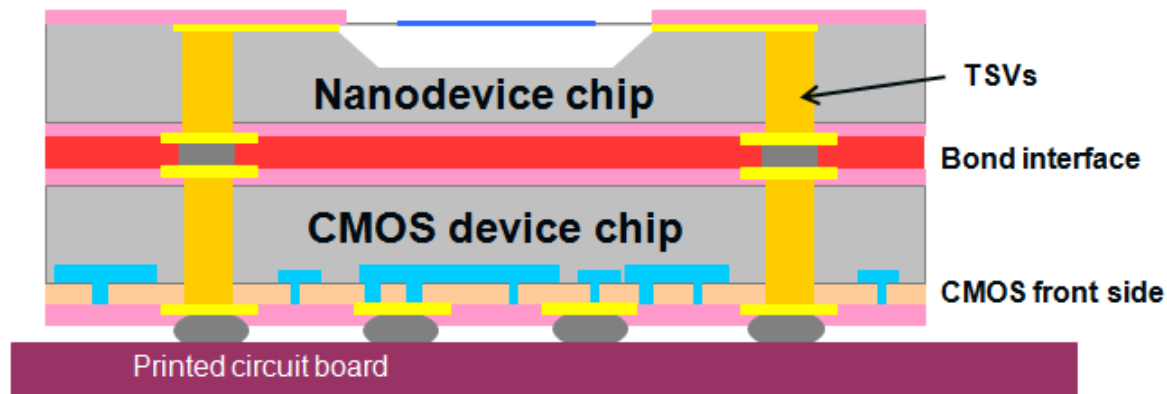 TSVs
Nanodevice chip
Bond interface
CMOS device chip
CMOS front side
Printed circuit board